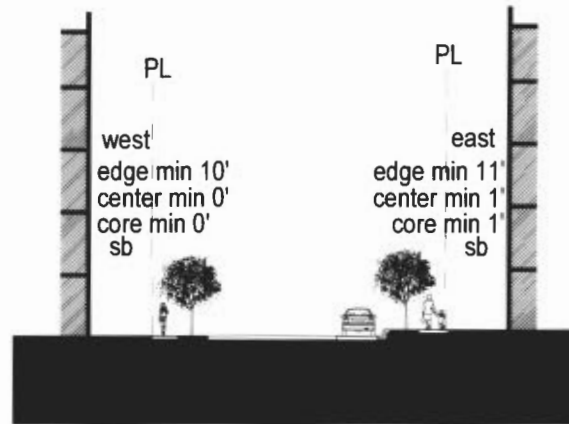 PL
west
edge min 10'
center min 0'
core min 0'
sb
PL
east
edge min 11'
center min 1'
core min 1'
sb